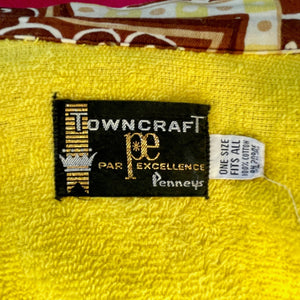 TOWNCRAFT
pe
PAR EXCELLENCE
Penneys
ONE SIZE
FITS ALL
100% COTTON